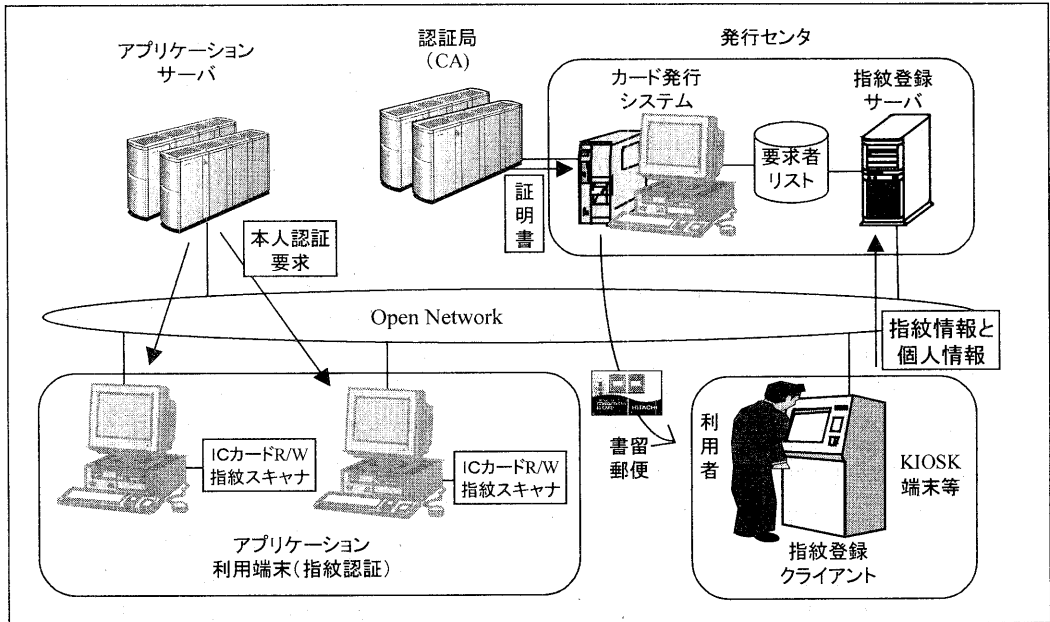 アプリケーション
サーバ
認証局
(CA)
発行センタ
カード発行
システム
指紋登録
サーバ
要求者
リスト
証明書
本人認証
要求
Open Network
指紋情報と
個人情報
ICカードR/W
指紋スキャナ
ICカードR/W
指紋スキャナ
アプリケーション
利用端末(指紋認証)
HITACHI
書留
郵便
利用者
KIOSK
端末等
指紋登録
クライアント